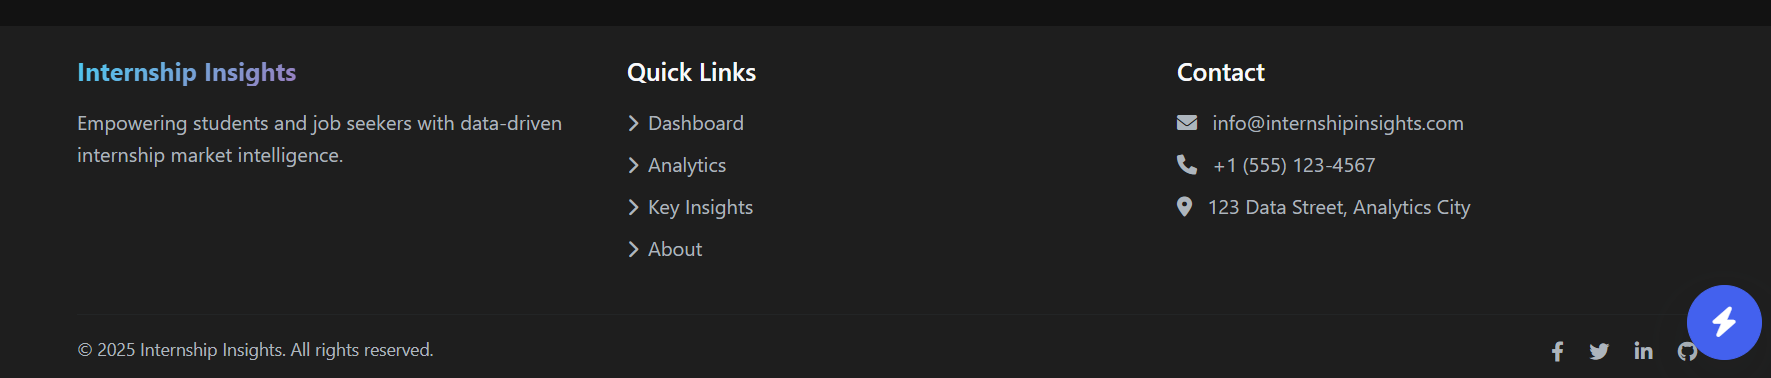 Internship Insights
Empowering students and job seekers with data-driven
internship market intelligence.
Quick Links
Dashboard
Analytics
Key Insights
About
Contact
info@internshipinsights.com
+1 (555) 123-4567
123 Data Street, Analytics City
© 2025 Internship Insights. All rights reserved.